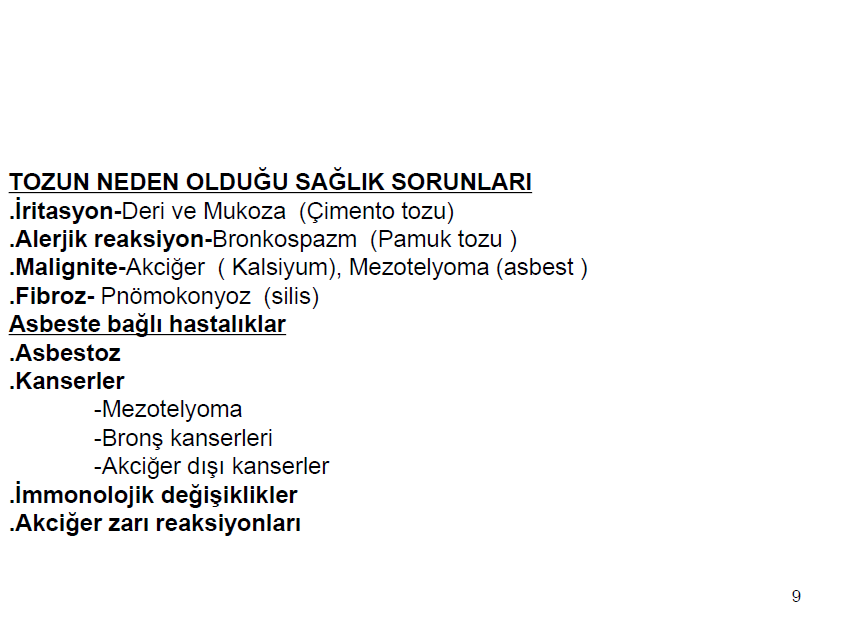 TOZUN NEDEN OLDUĞU SAĞLIK SORUNLARI
.İritasyon-Deri ve Mukoza (Çimento tozu)
.Alerjik reaksiyon-Bronkospazm (Pamuk tozu )
.Malignite-Akciğer ( Kalsiyum), Mezotelyoma (asbest )
.Fibroz- Pnömokonyoz (silis)
Asbeste bağlı hastalıklar
.Asbestoz
.Kanserler
-Mezotelyoma
-Bronş kanserleri
-Akciğer dışı kanserler
.İmmonolojik değişiklikler
.Akciğer zarı reaksiyonları
9